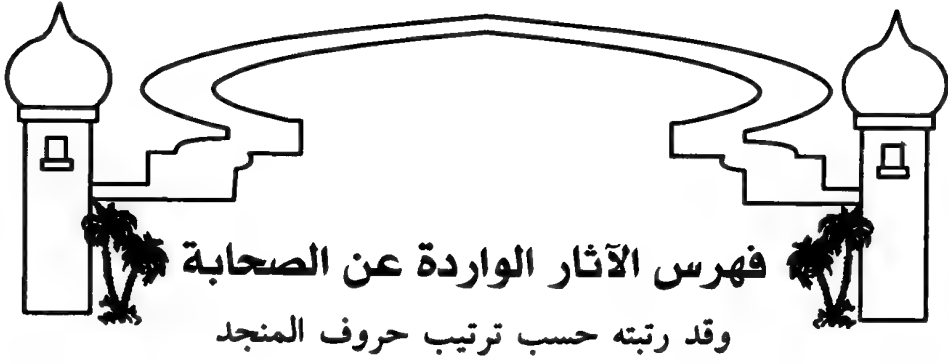 فهرس الآثار الواردة عن الصحابة
وقد رتبته حسب ترتيب حروف المنجد